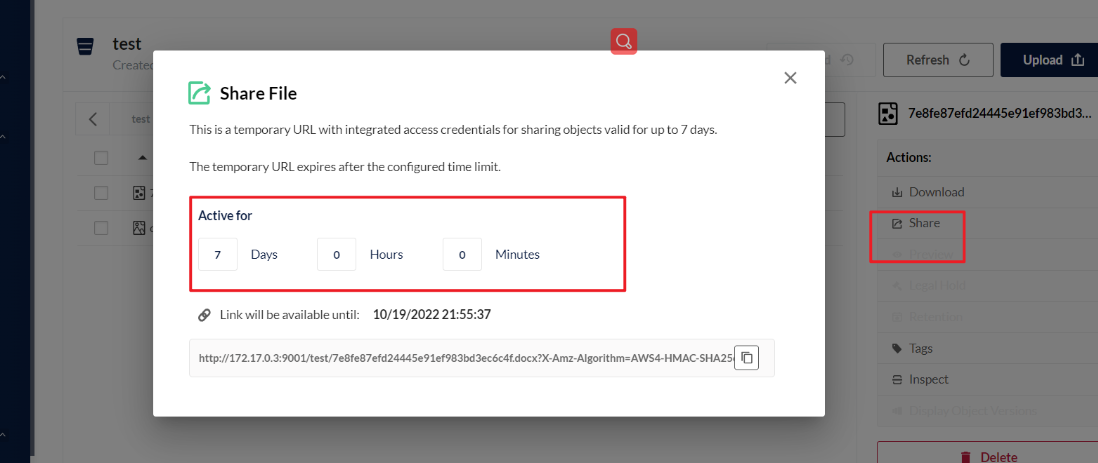 test
Created
Refresh
Upload
Share File
This is a temporary URL with integrated access credentials for sharing objects valid for up to 7 days.
The temporary URL expires after the configured time limit.
Active for
7 Days 0 Hours 0 Minutes
Link will be available until: 10/19/2022 21:55:37
http://172.17.0.3:9001/test/7e8fe87efd24445e91ef983bd3ec6c4f.docx?X-Amz-Algorithm=AWS4-HMAC-SHA25
test
7e8fe87efd24445e91ef983bd3...
Actions:
Download
Share
Preview
Legal Hold
Retention
Tags
Inspect
Display Object Versions
Delete